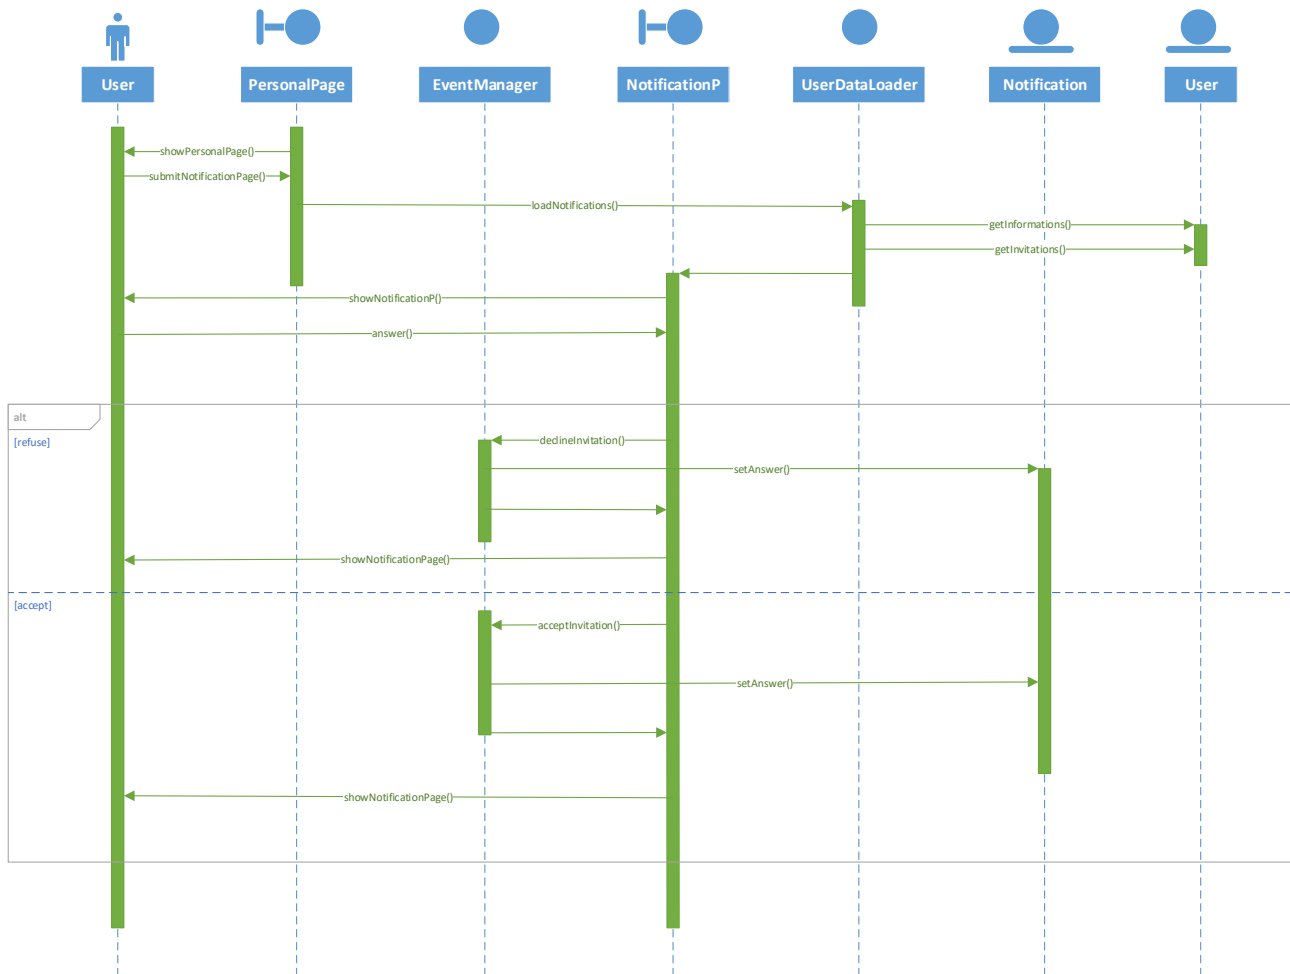 User
PersonalPage
EventManager
NotificationP
UserDataLoader
Notification
User
showPersonalPage()
submitNotificationPage()
loadNotifications()
getInformations()
getInvitations()
showNotificationP()
answer()
alt
[refuse]
declineInvitation()
setAnswer()
showNotificationPage()
[accept]
acceptInvitation()
setAnswer()
showNotificationPage()